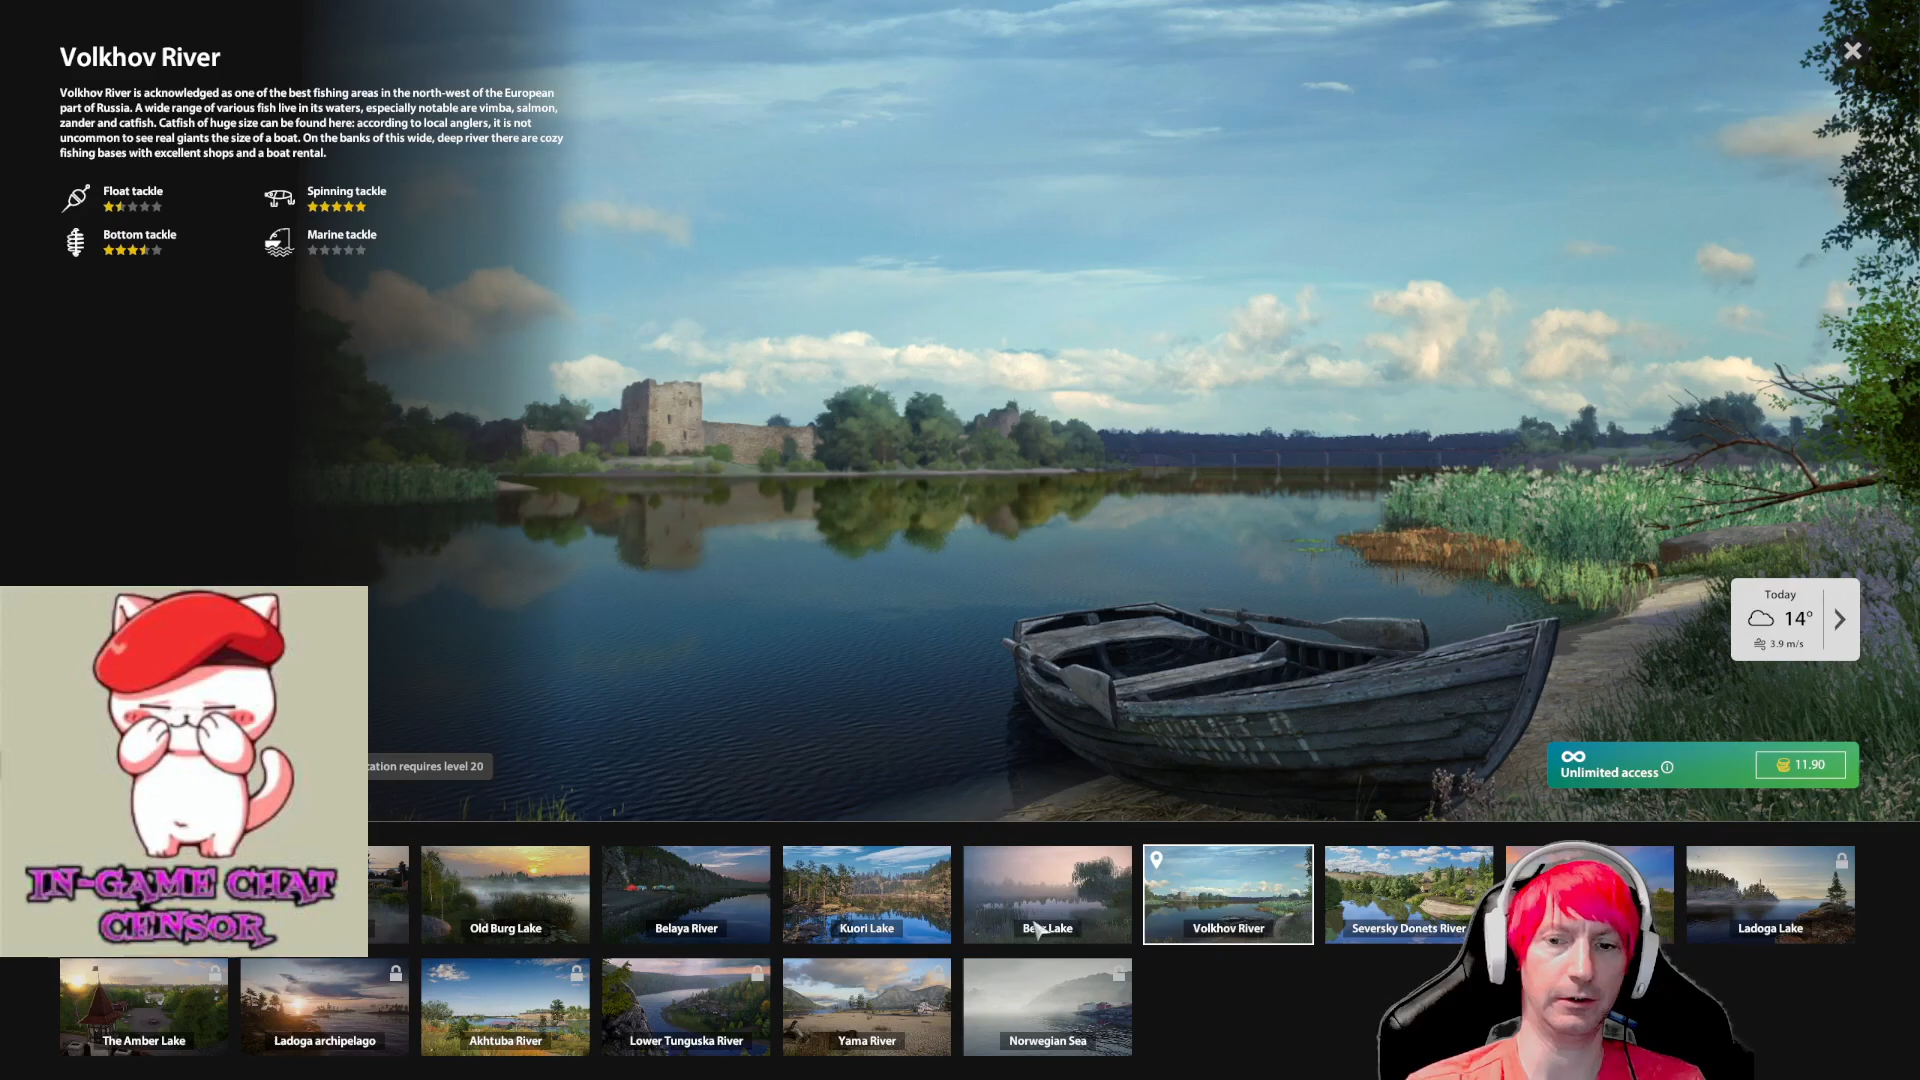 Volkhov River
Volkhov River is acknowledged as one of the best fishing areas in the north-west of the European
part of Russia. A wide range of various fish live in its waters, especially notable are vimba, salmon,
zander and catfish. Catfish of huge size can be found here: according to local anglers, it is not
uncommon to see real giants the size of a boat. On the banks of this wide, deep river there are cozy
fishing bases with excellent shops and a boat rental.
Float tackle
Spinning tackle
Bottom tackle
Marine tackle
Today
14°
3.9 m/s
requires level 20
Unlimited access
11.90
IN-GAME CHAT
CENSOR
Old Burg Lake
Belaya River
Kuori Lake
Lake
Volkhov River
Seversky Donets River
Ladoga Lake
The Amber Lake
Ladoga archipelago
Akhtuba River
Lower Tunguska River
Yama River
Norwegian Sea